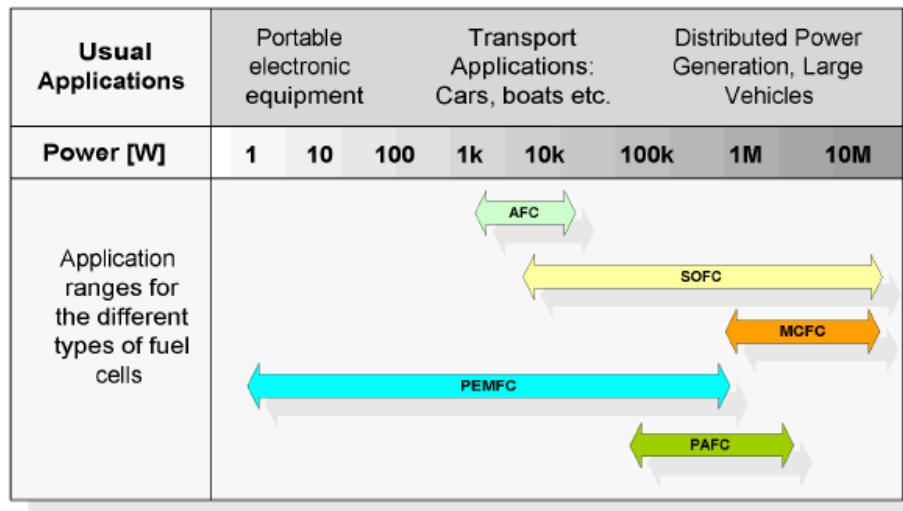 Usual
Applications
Portable
electronic
equipment
Transport
Applications:
Cars, boats etc.
Distributed Power
Generation, Large
Vehicles
Power [W]
1 10 100 1k 10k 100k 1M 10M
Application
ranges for
the different
types of fuel
cells
AFC
SOFC
MCFC
PEMFC
PAFC